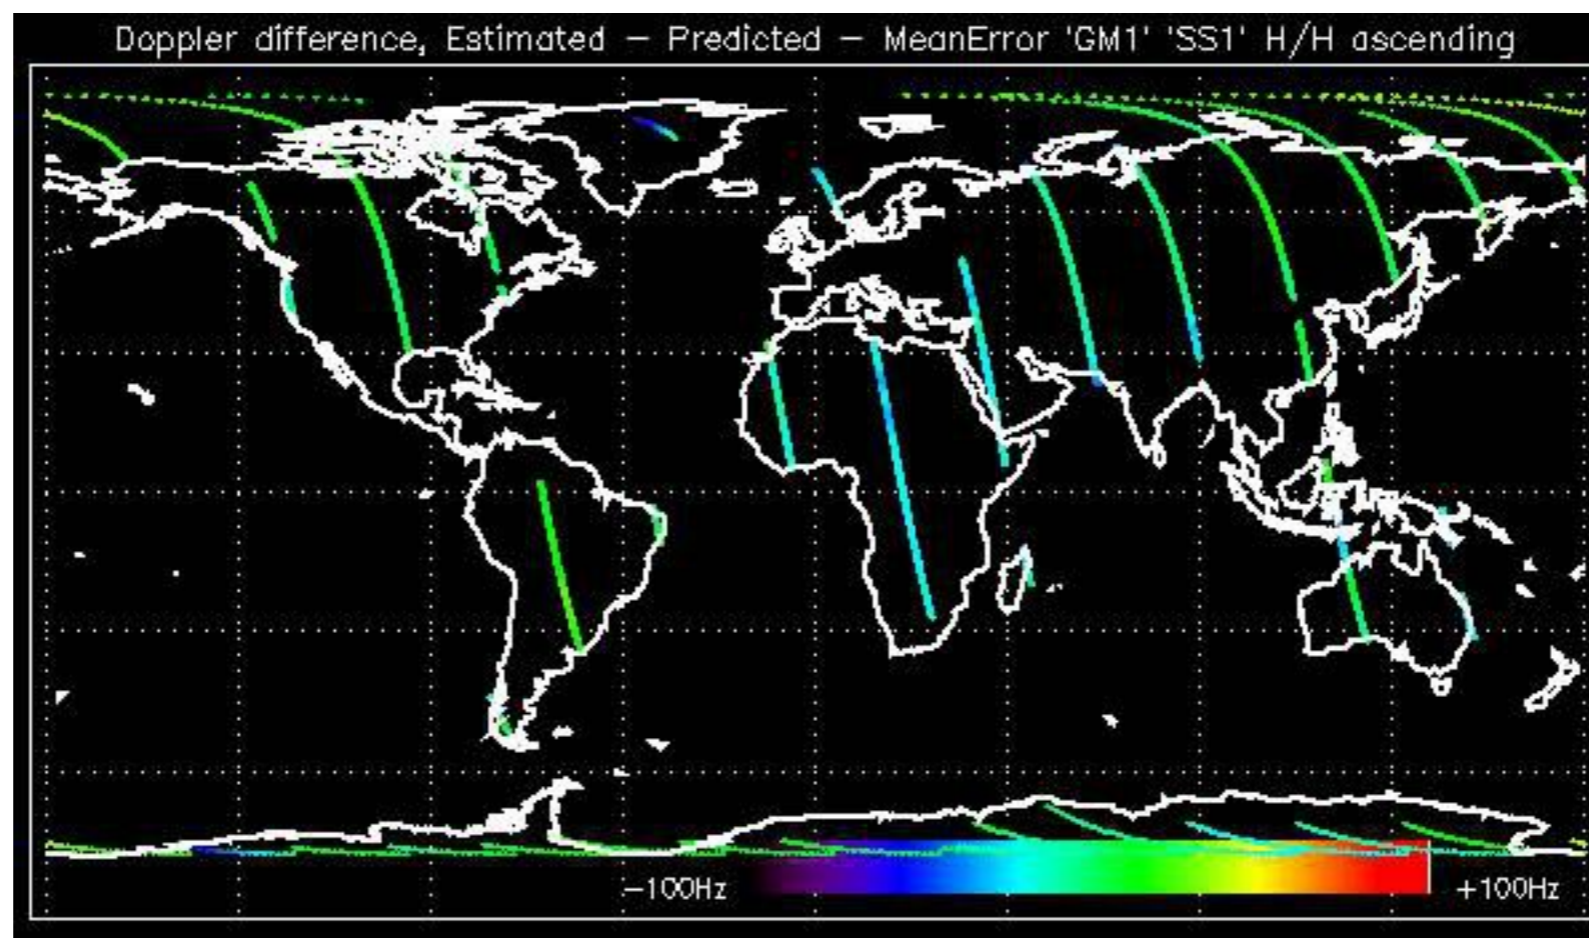 Doppler difference, Estimated — Predicted — MeanError 'GM1' 'SS1' H/H ascending
−100Hz +100Hz